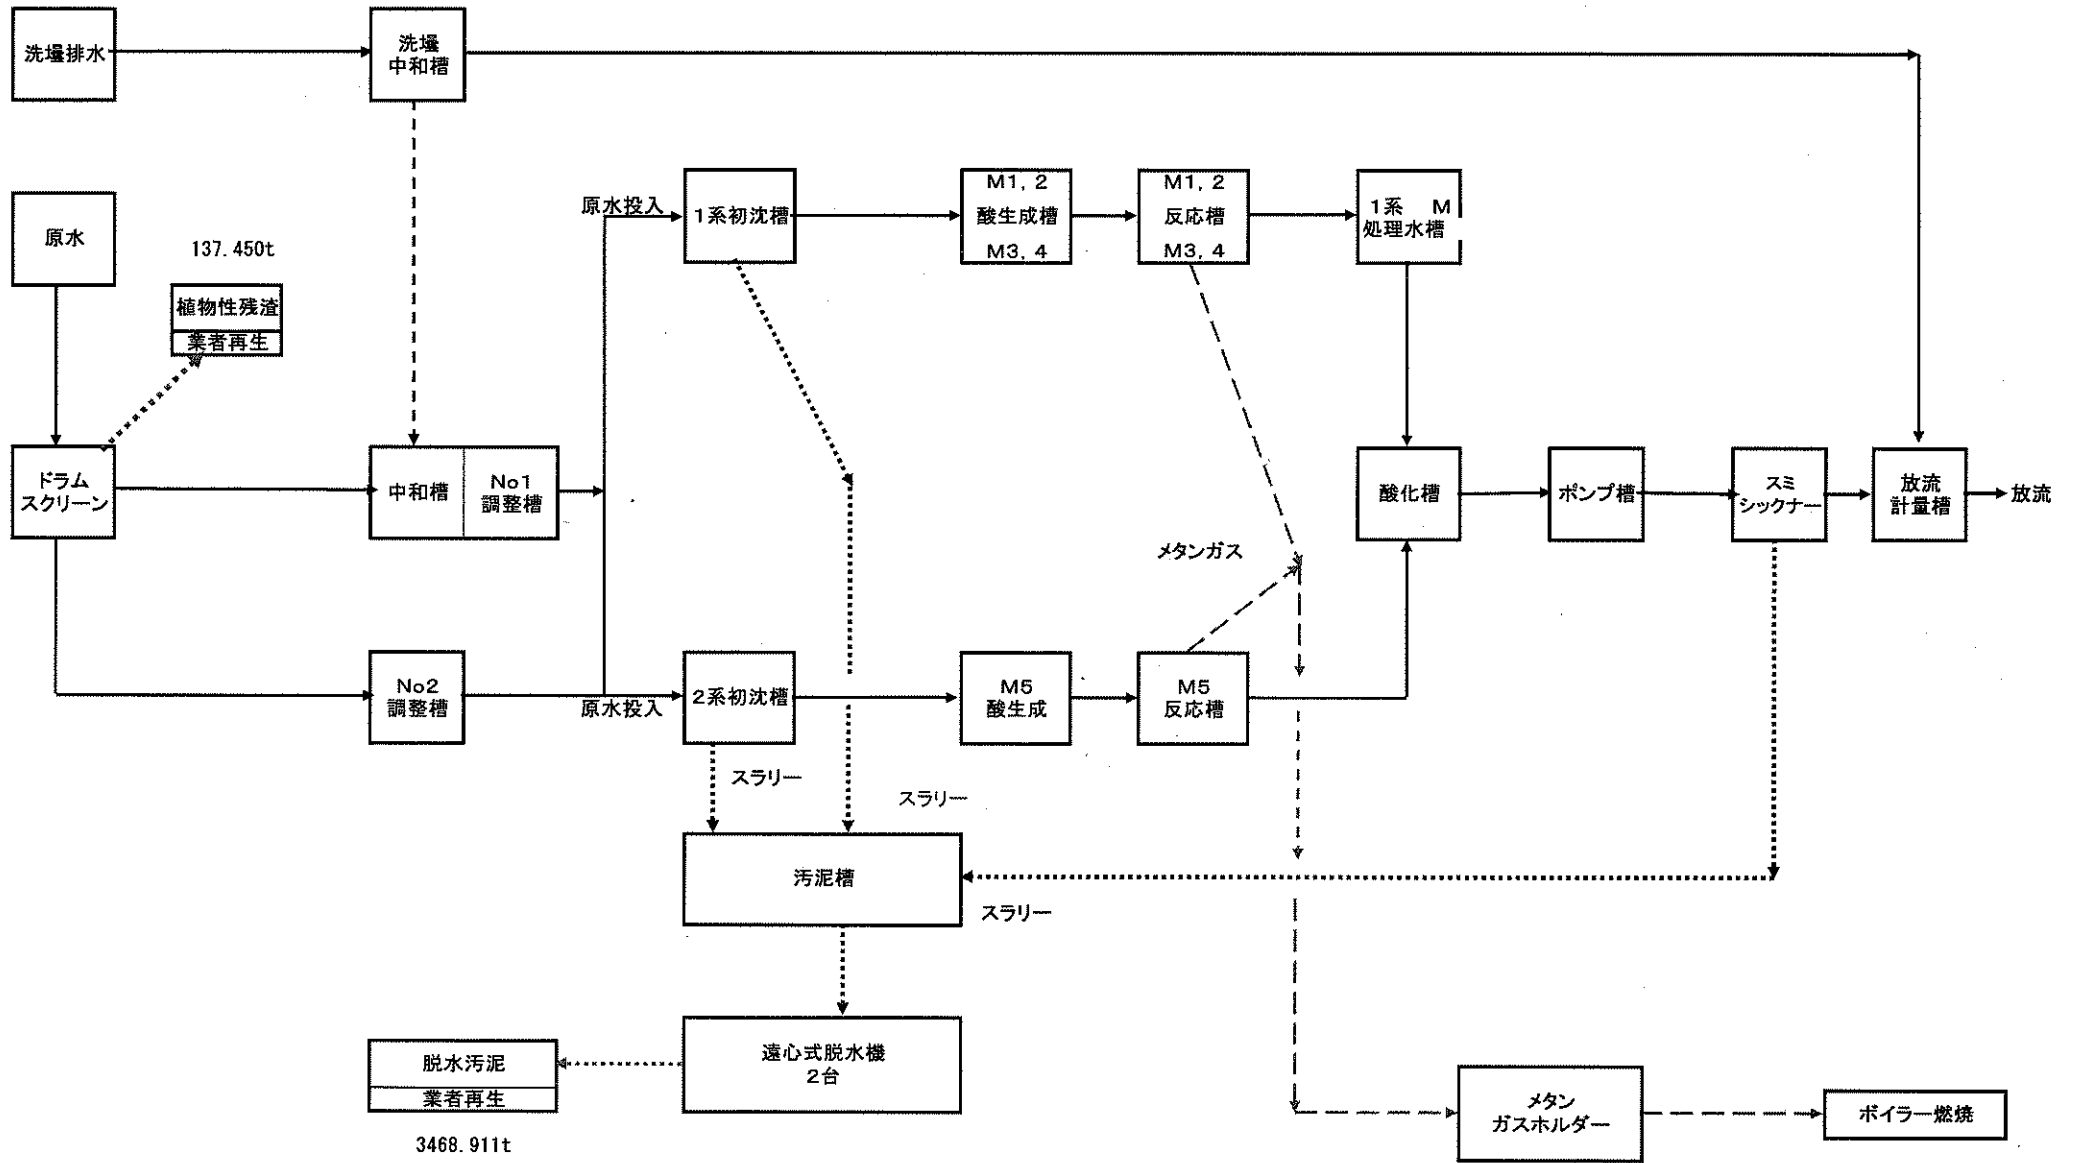 洗壜排水
洗壜
中和槽
原水
137.450t
植物性残渣
業者再生
ドラム
スクリーン
中和槽
No1
調整槽
No2
調整槽
原水投入
1系初沈槽
M1,2
酸生成槽
M3,4
M1,2
反応槽
M3,4
1系 M
処理水槽
原水投入
2系初沈槽
M5
酸生成
M5
反応槽
メタンガス
酸化槽
ポンプ槽
スミ
シックナー
放流
計量槽
放流
スラリー
スラリー
汚泥槽
スラリー
遠心式脱水機
2台
脱水汚泥
業者再生
3468.911t
メタン
ガスホルダー
ボイラー燃焼